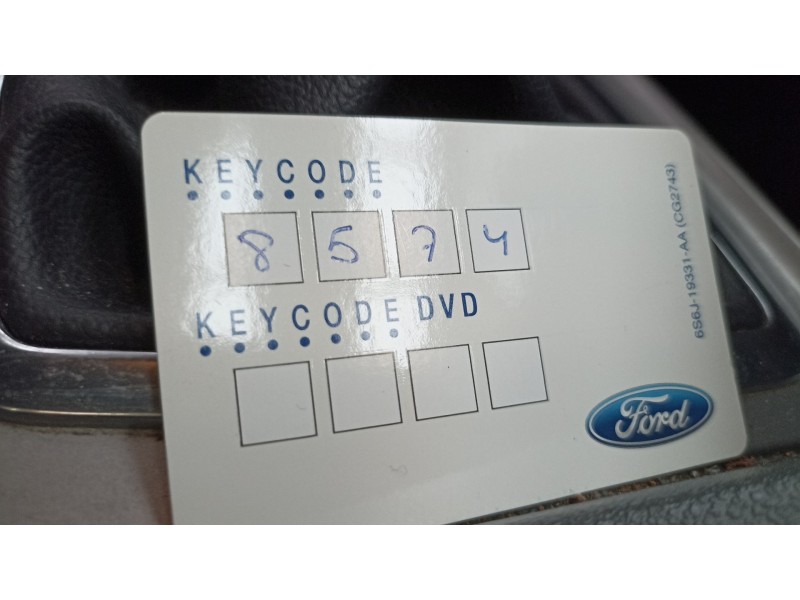 KEYCODE
8 5 7 4
KEYCODE DVD
6S6J-19331-AA (CG2743)
Ford